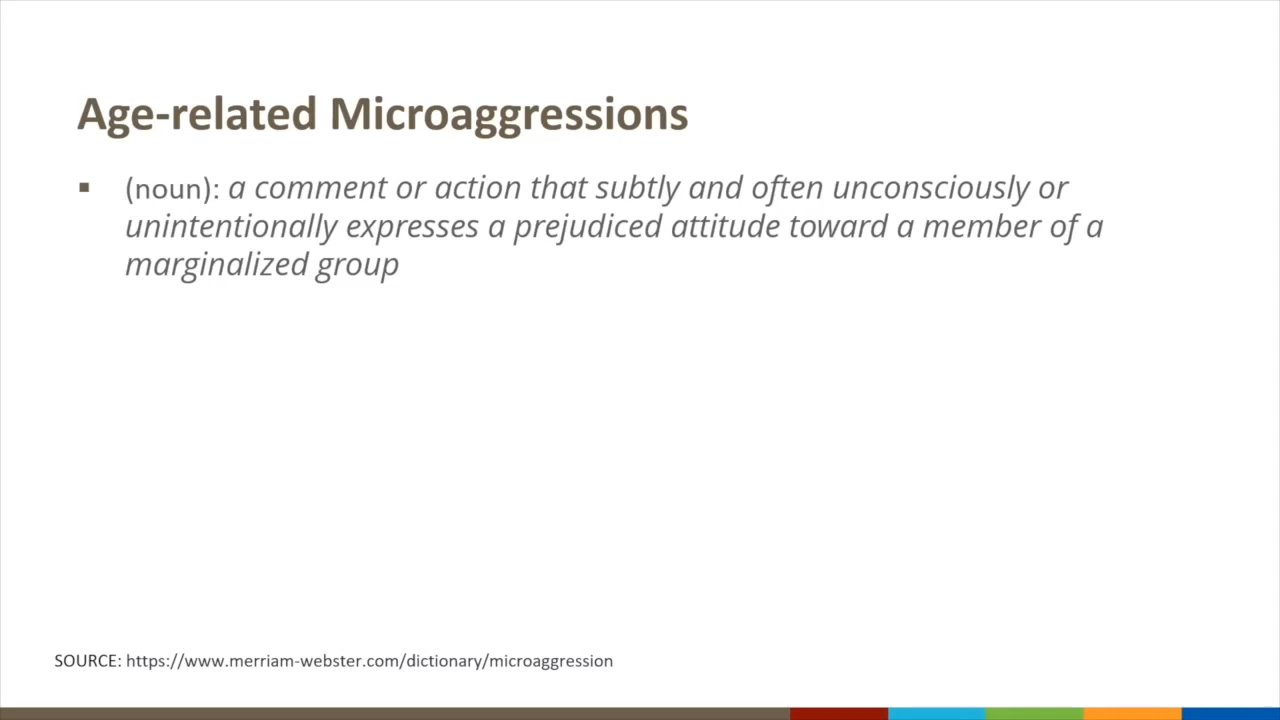 Age-related Microaggressions
▪ (noun): a comment or action that subtly and often unconsciously or
unintentionally expresses a prejudiced attitude toward a member of a
marginalized group
SOURCE: https://www.merriam-webster.com/dictionary/microaggression